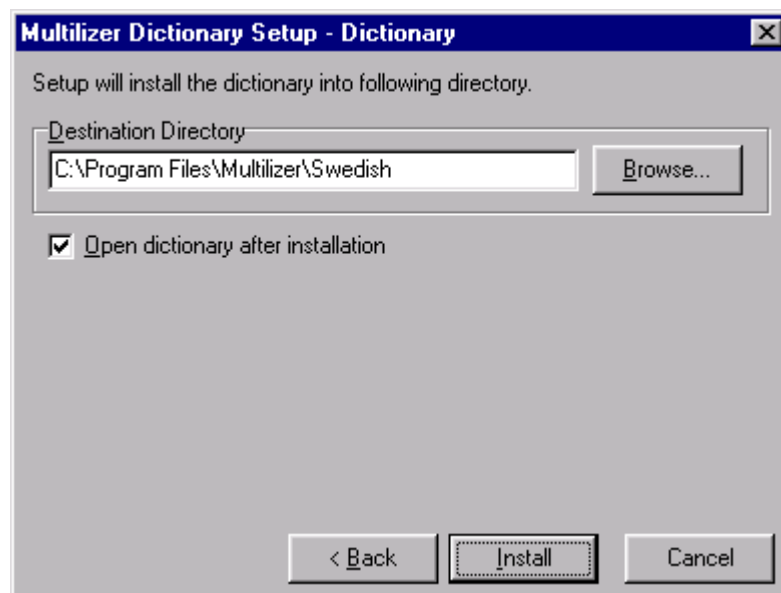 Multilizer Dictionary Setup - Dictionary
Setup will install the dictionary into following directory.
Destination Directory
C:\Program Files\Multilizer\Swedish
Browse...
Open dictionary after installation
< Back
Install
Cancel